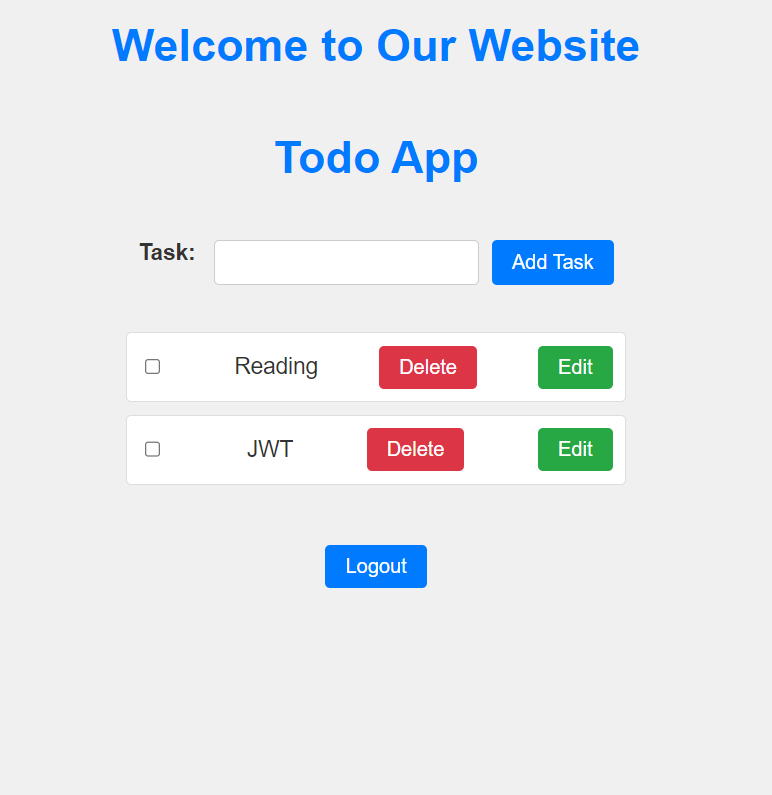 Welcome to Our Website
Todo App
Task: Add Task
Reading Delete Edit
JWT Delete Edit
Logout